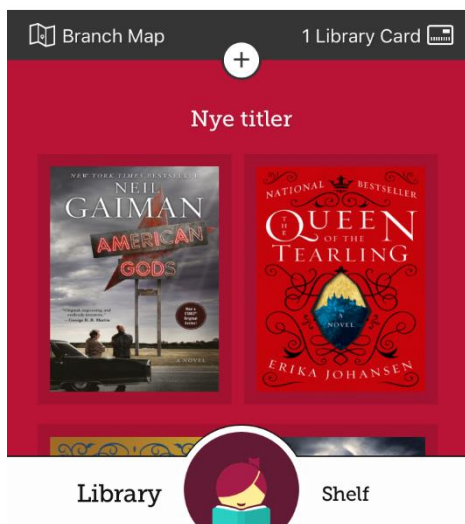 Branch Map
1 Library Card
+
Nye titler
NEW YORK TIMES BESTSELLER
NEIL
GAIMAN
AMERICAN
GODS
A NOVEL
NATIONAL BESTSELLER
THE
QUEEN
OF THE
TEARLING
A
NOVEL
ERIKA JOHANSEN
Library
Shelf